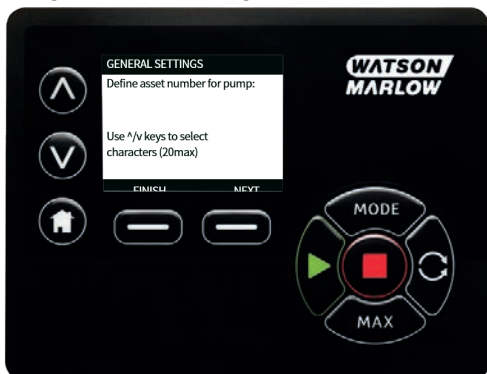 GENERAL SETTINGS
Define asset number for pump:
Use ^/v keys to select
characters (20max)
FINISH NEXT
WATSON
MARLOW
MODE
MAX